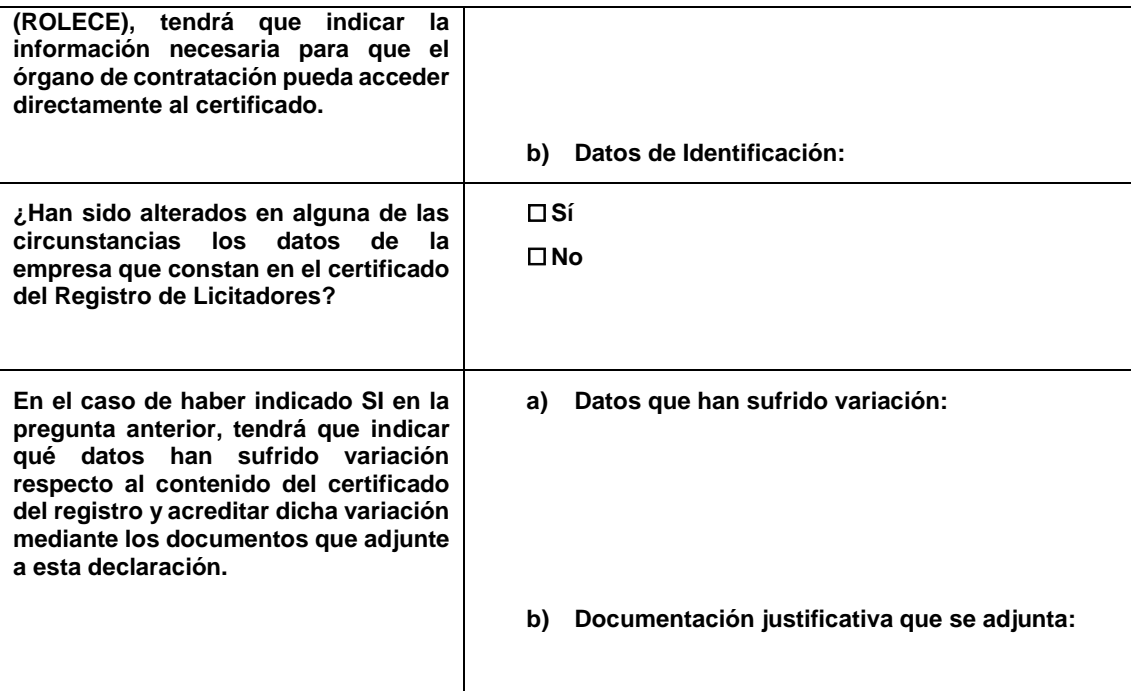 (ROLECE), tendrá que indicar la
información necesaria para que el
órgano de contratación pueda acceder
directamente al certificado.
b) Datos de Identificación:
¿Han sido alterados en alguna de las
circunstancias los datos de la
empresa que constan en el certificado
del Registro de Licitadores?
☐ Sí
☐ No
En el caso de haber indicado SI en la
pregunta anterior, tendrá que indicar
qué datos han sufrido variación
respecto al contenido del certificado
del registro y acreditar dicha variación
mediante los documentos que adjunte
a esta declaración.
a) Datos que han sufrido variación:
b) Documentación justificativa que se adjunta: